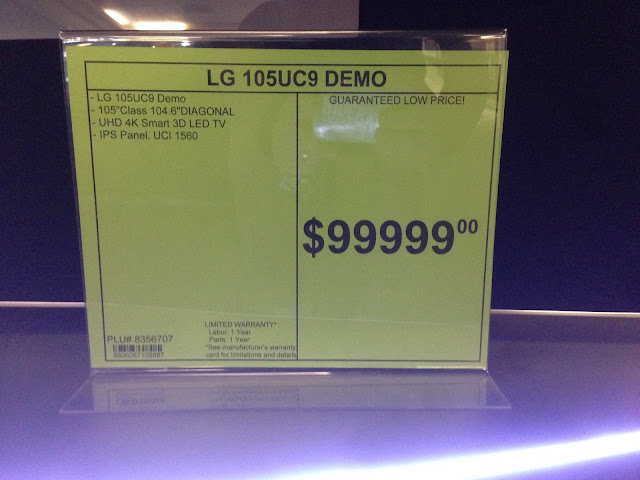 LG 105UC9 DEMO
- LG 105UC9 Demo
- 105"Class 104.6"DIAGONAL
- UHD 4K Smart 3D LED TV
- IPS Panel, UCI 1560
GUARANTEED LOW PRICE!
$99999 00
PLU# 8356707
LIMITED WARRANTY*
Labor: 1 Year
Parts: 1 Year
*See manufacturer's warranty
card for limitations and details